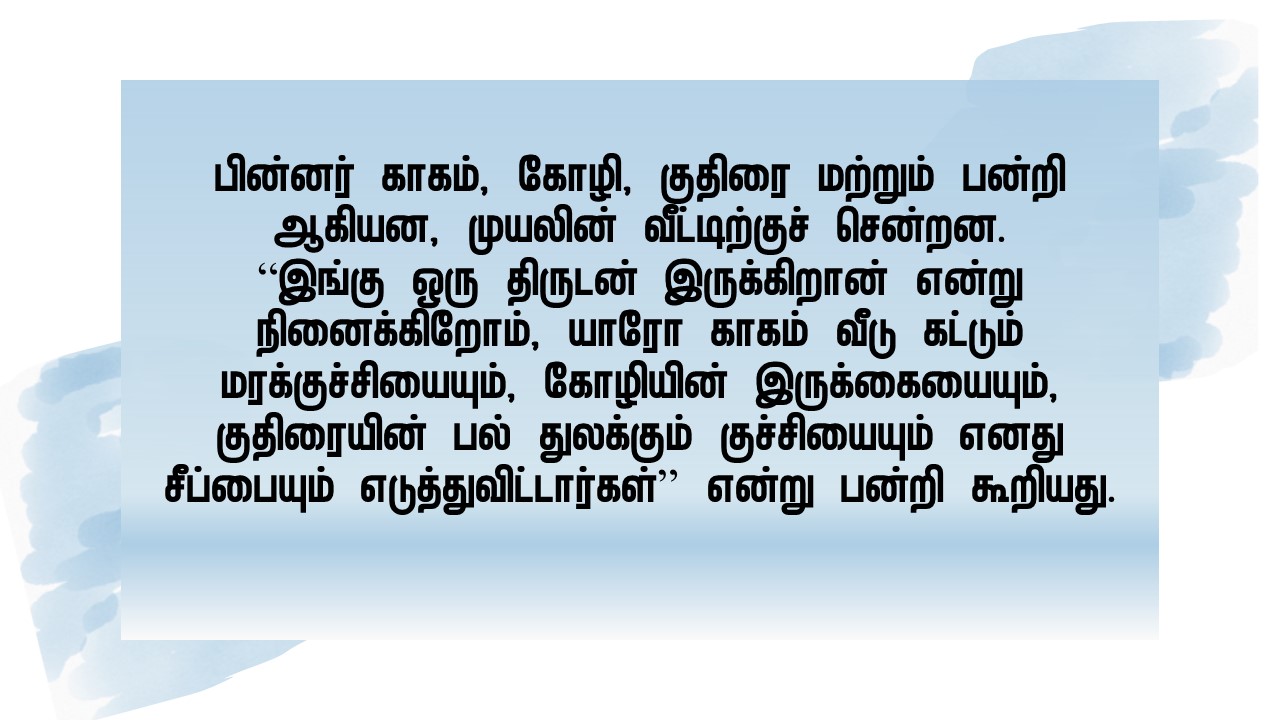 பின்னர் காகம், கோழி, குதிரை மற்றும் பன்றி
ஆகியன, முயலின் வீட்டிற்குச் சென்றன.
“இங்கு ஒரு திருடன் இருக்கிறான் என்று
நினைக்கிறோம், யாரோ காகம் வீடு கட்டும்
மரக்குச்சியையும், கோழியின் இருக்கையையும்,
குதிரையின் பல் துலக்கும் குச்சியையும் எனது
சீப்பையும் எடுத்துவிட்டார்கள்” என்று பன்றி கூறியது.